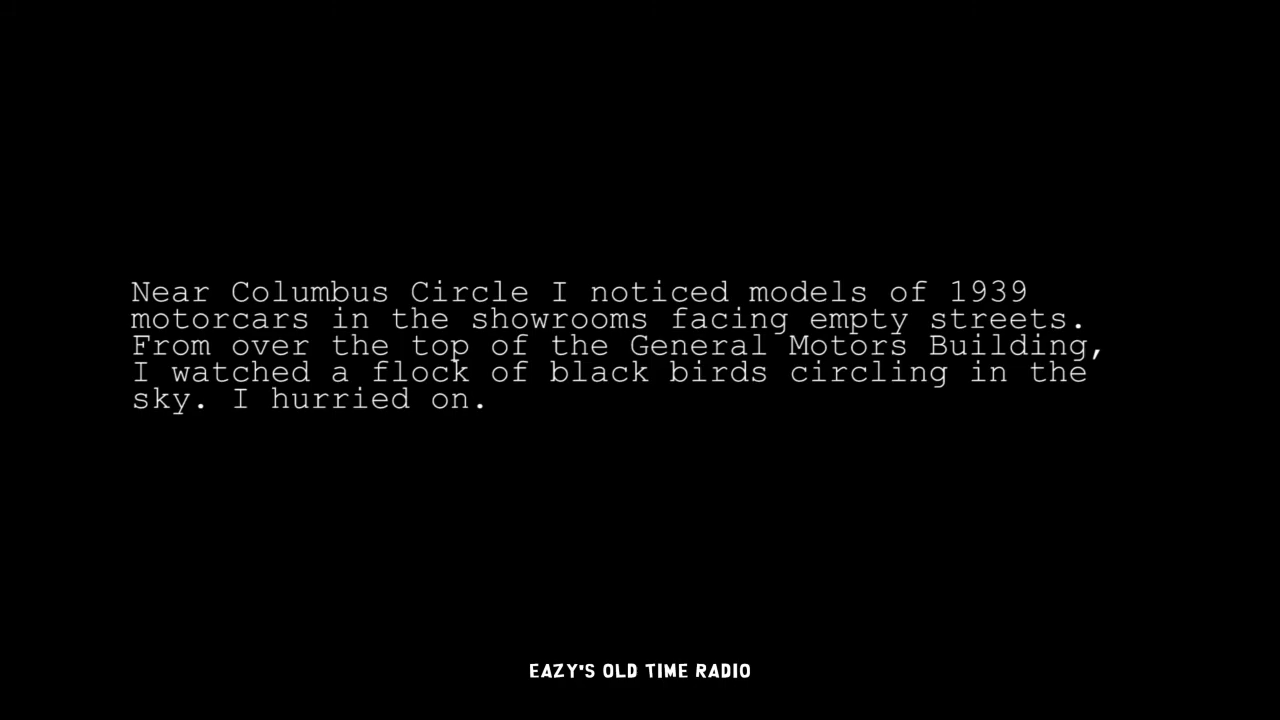 Near Columbus Circle I noticed models of 1939
motorcars in the showrooms facing empty streets.
From over the top of the General Motors Building,
I watched a flock of black birds circling in the
sky. I hurried on.
EAZY'S OLD TIME RADIO